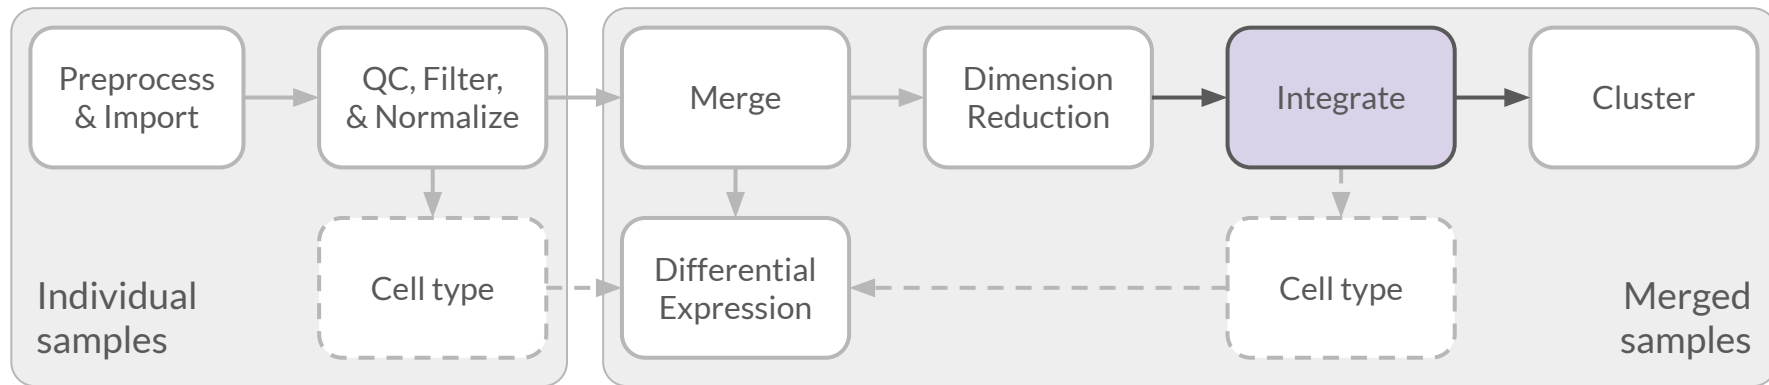 Preprocess
& Import
QC, Filter,
& Normalize
Merge
Dimension
Reduction
Integrate
Cluster
Cell type
Differential
Expression
Cell type
Individual
samples
Merged
samples